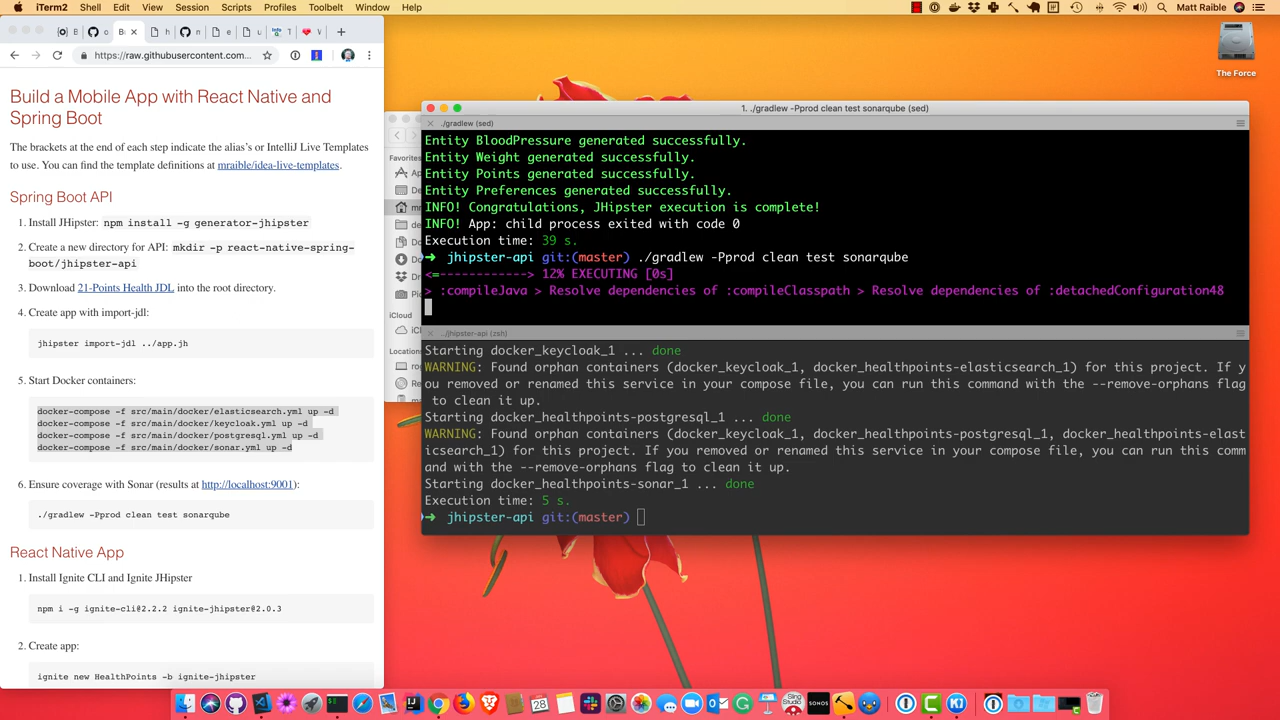 iTerm2 Shell Edit View Session Scripts Profiles Toolbelt Window Help Matt Raible
https://raw.githubusercontent.com...
Build a Mobile App with React Native and
Spring Boot
The brackets at the end of each step indicate the alias's or IntelliJ Live Templates
to use. You can find the template definitions at mraible/idea-live-templates.
Spring Boot API
1. Install JHipster: npm install -g generator-jhipster
2. Create a new directory for API: mkdir -p react-native-spring-
boot/jhipster-api
3. Download 21-Points Health JDL into the root directory.
4. Create app with import-jdl:
jhipster import-jdl ../app.jh
5. Start Docker containers:
docker-compose -f src/main/docker/elasticsearch.yml up -d
docker-compose -f src/main/docker/keycloak.yml up -d
docker-compose -f src/main/docker/postgresql.yml up -d
docker-compose -f src/main/docker/sonar.yml up -d
6. Ensure coverage with Sonar (results at http://localhost:9001):
./gradlew -Pprod clean test sonarqube
React Native App
1. Install Ignite CLI and Ignite JHipster
npm i -g ignite-cli@2.2.2 ignite-jhipster@2.0.3
2. Create app:
ignite new HealthPoints -b ignite-jhipster
Favorites
iCloud
1. ./gradlew -Pprod clean test sonarqube (sed)
./gradlew (sed)
Entity BloodPressure generated successfully.
Entity Weight generated successfully.
Entity Points generated successfully.
Entity Preferences generated successfully.
INFO! Congratulations, JHipster execution is complete!
INFO! App: child process exited with code 0
Execution time: 39 s.
➜ jhipster-api git:(master) ./gradlew -Pprod clean test sonarqube
<=------------> 12% EXECUTING [0s]
> :compileJava > Resolve dependencies of :compileClasspath > Resolve dependencies of :detachedConfiguration48
../jhipster-api (zsh)
Starting docker_keycloak_1 ... done
WARNING: Found orphan containers (docker_keycloak_1, docker_healthpoints-elasticsearch_1) for this project. If y
ou removed or renamed this service in your compose file, you can run this command with the --remove-orphans flag
to clean it up.
Starting docker_healthpoints-postgresql_1 ... done
WARNING: Found orphan containers (docker_keycloak_1, docker_healthpoints-postgresql_1, docker_healthpoints-elast
icsearch_1) for this project. If you removed or renamed this service in your compose file, you can run this comm
and with the --remove-orphans flag to clean it up.
Starting docker_healthpoints-sonar_1 ... done
Execution time: 5 s.
➜ jhipster-api git:(master)
The Force